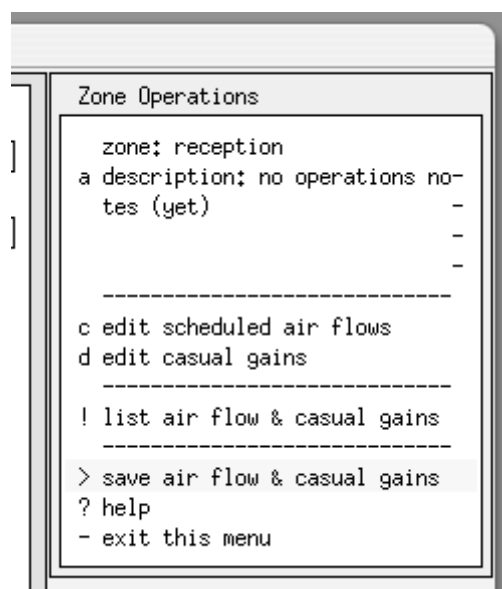 Zone Operations
zone: reception
a description: no operations no-
tes (yet) -
-
-
------------------------------
c edit scheduled air flows
d edit casual gains
------------------------------
! list air flow & casual gains
------------------------------
> save air flow & casual gains
? help
- exit this menu
]
]